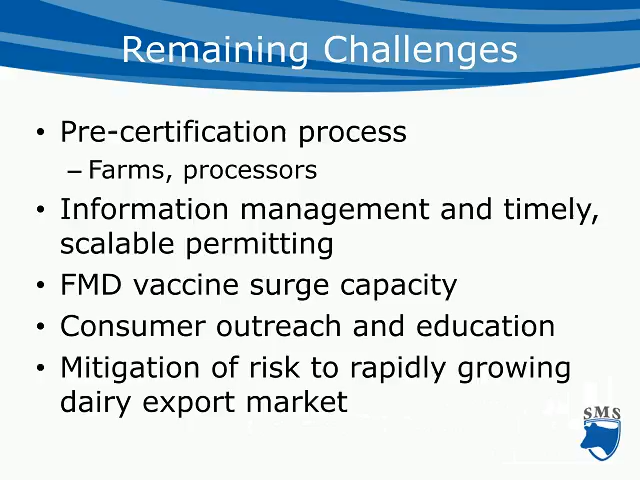 Remaining Challenges
• Pre-certification process
– Farms, processors
• Information management and timely,
scalable permitting
• FMD vaccine surge capacity
• Consumer outreach and education
• Mitigation of risk to rapidly growing
dairy export market
SMS